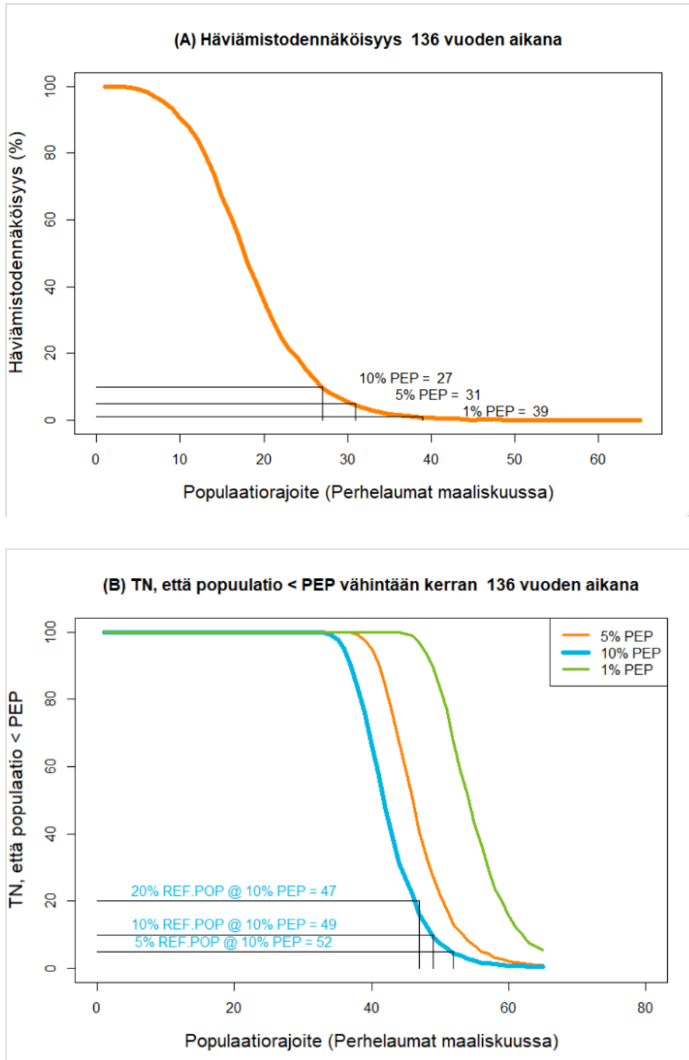 (A) Häviämistodennäköisyys 136 vuoden aikana
Häviämistodennäköisyys (%)
100
80
60
40
20
0
10% PEP = 27
5% PEP = 31
1% PEP = 39
0 10 20 30 40 50 60
Populaatiorajoite (Perhelaumat maaliskuussa)
(B) TN, että popuulatio < PEP vähintään kerran 136 vuoden aikana
TN, että populaatio < PEP
5% PEP
10% PEP
1% PEP
100
80
60
40
20
0
20% REF.POP @ 10% PEP = 47
10% REF.POP @ 10% PEP = 49
5% REF.POP @ 10% PEP = 52
0 20 40 60 80
Populaatiorajoite (Perhelaumat maaliskuussa)